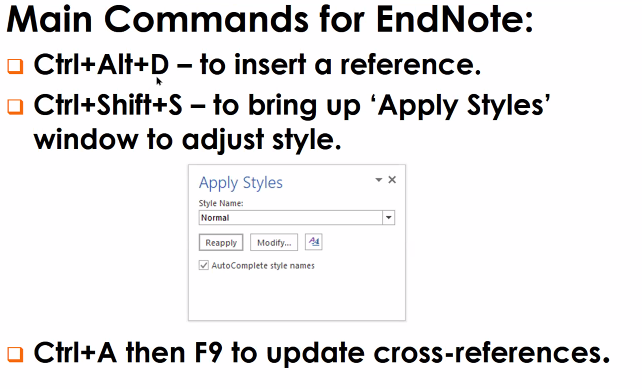 Main Commands for EndNote:
Ctrl+Alt+D – to insert a reference.
Ctrl+Shift+S – to bring up ‘Apply Styles’
window to adjust style.
Apply Styles
Style Name:
Normal
Reapply Modify...
AutoComplete style names
Ctrl+A then F9 to update cross-references.